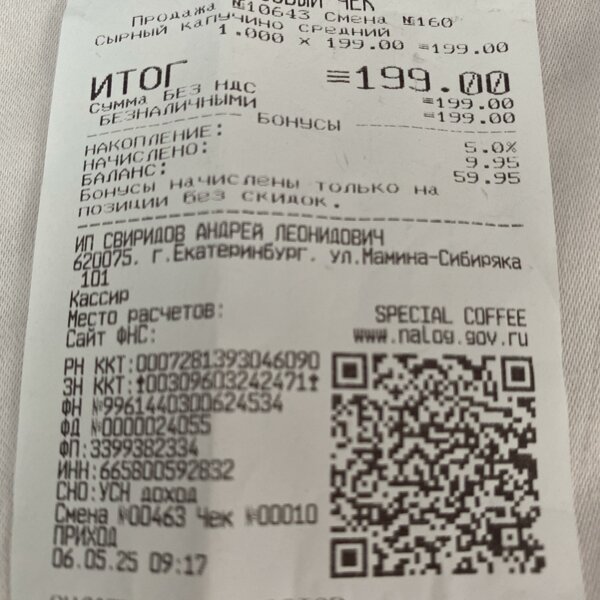 ЧЕК
Продажа №10643 Смена №160
Сырный капучино средний
1.000 x 199.00 =199.00
ИТОГ =199.00
Сумма БЕЗ НДС =199.00
БЕЗНАЛИЧНЫМИ =199.00
БОНУСЫ
НАКОПЛЕНИЕ: 5.0%
НАЧИСЛЕНО: 9.95
БАЛАНС: 59.95
Бонусы начислены только на
позиции без скидок.
ИП СВИРИДОВ АНДРЕЙ ЛЕОНИДОВИЧ
620075. г.Екатеринбург. ул.Мамина-Сибиряка
101
Кассир
Место расчетов: SPECIAL COFFEE
Сайт ФНС: www.nalog.gov.ru
РН ККТ:0007281393046090
ЗН ККТ:↑00309603242471↑
ФН №9961440300624534
ФД №0000024055
ФП:3399382334
ИНН:665800592832
СНО:УСН доход
Смена №00463 Чек №00010
ПРИХОД
06.05.25 09:17